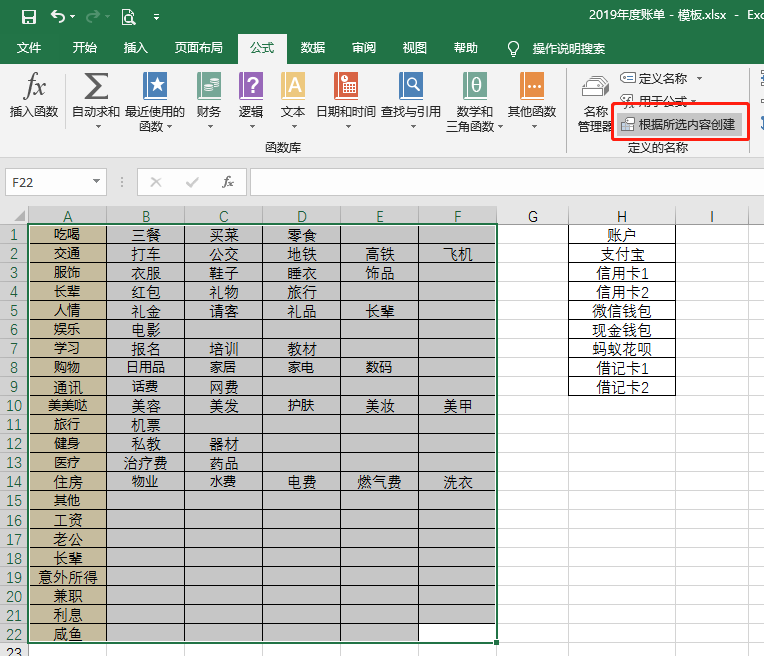 2019年度账单 - 模板.xlsx - Exc
文件 开始 插入 页面布局 公式 数据 审阅 视图 帮助 操作说明搜索
fx Σ ? A θ
插入函数 自动求和 最近使用的函数 财务 逻辑 文本 日期和时间 查找与引用 数学和三角函数 其他函数
函数库
名称管理器
定义名称
用于公式
根据所选内容创建
定义的名称
F22 fx
A B C D E F G H I
1 吃喝 三餐 买菜 零食 账户
2 交通 打车 公交 地铁 高铁 飞机 支付宝
3 服饰 衣服 鞋子 睡衣 饰品 信用卡1
4 长辈 红包 礼物 旅行 信用卡2
5 人情 礼金 请客 礼品 长辈 微信钱包
6 娱乐 电影 现金钱包
7 学习 报名 培训 教材 蚂蚁花呗
8 购物 日用品 家居 家电 数码 借记卡1
9 通讯 话费 网费 借记卡2
10 美美哒 美容 美发 护肤 美妆 美甲
11 旅行 机票
12 健身 私教 器材
13 医疗 治疗费 药品
14 住房 物业 水费 电费 燃气费 洗衣
15 其他
16 工资
17 老公
18 长辈
19 意外所得
20 兼职
21 利息
22 咸鱼
23